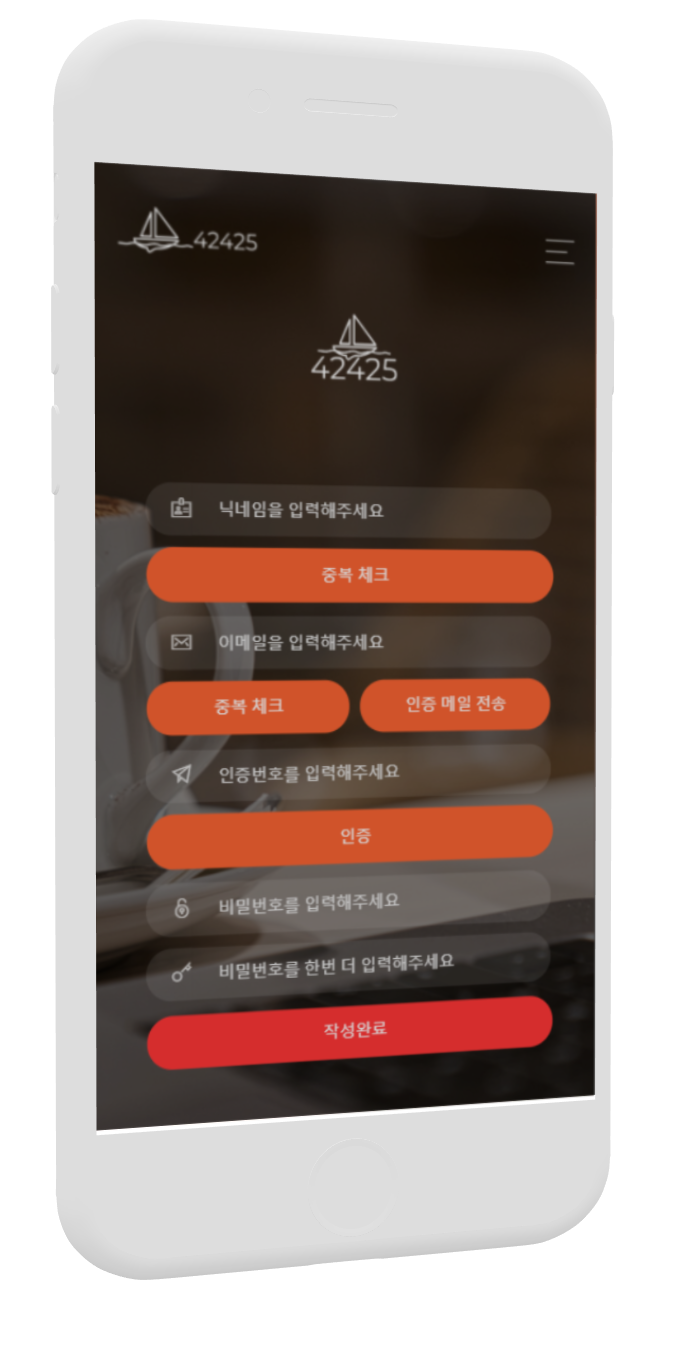 42425
42425
닉네임을 입력해주세요
중복 체크
이메일을 입력해주세요
중복 체크
인증 메일 전송
인증번호를 입력해주세요
인증
비밀번호를 입력해주세요
비밀번호를 한번 더 입력해주세요
작성완료